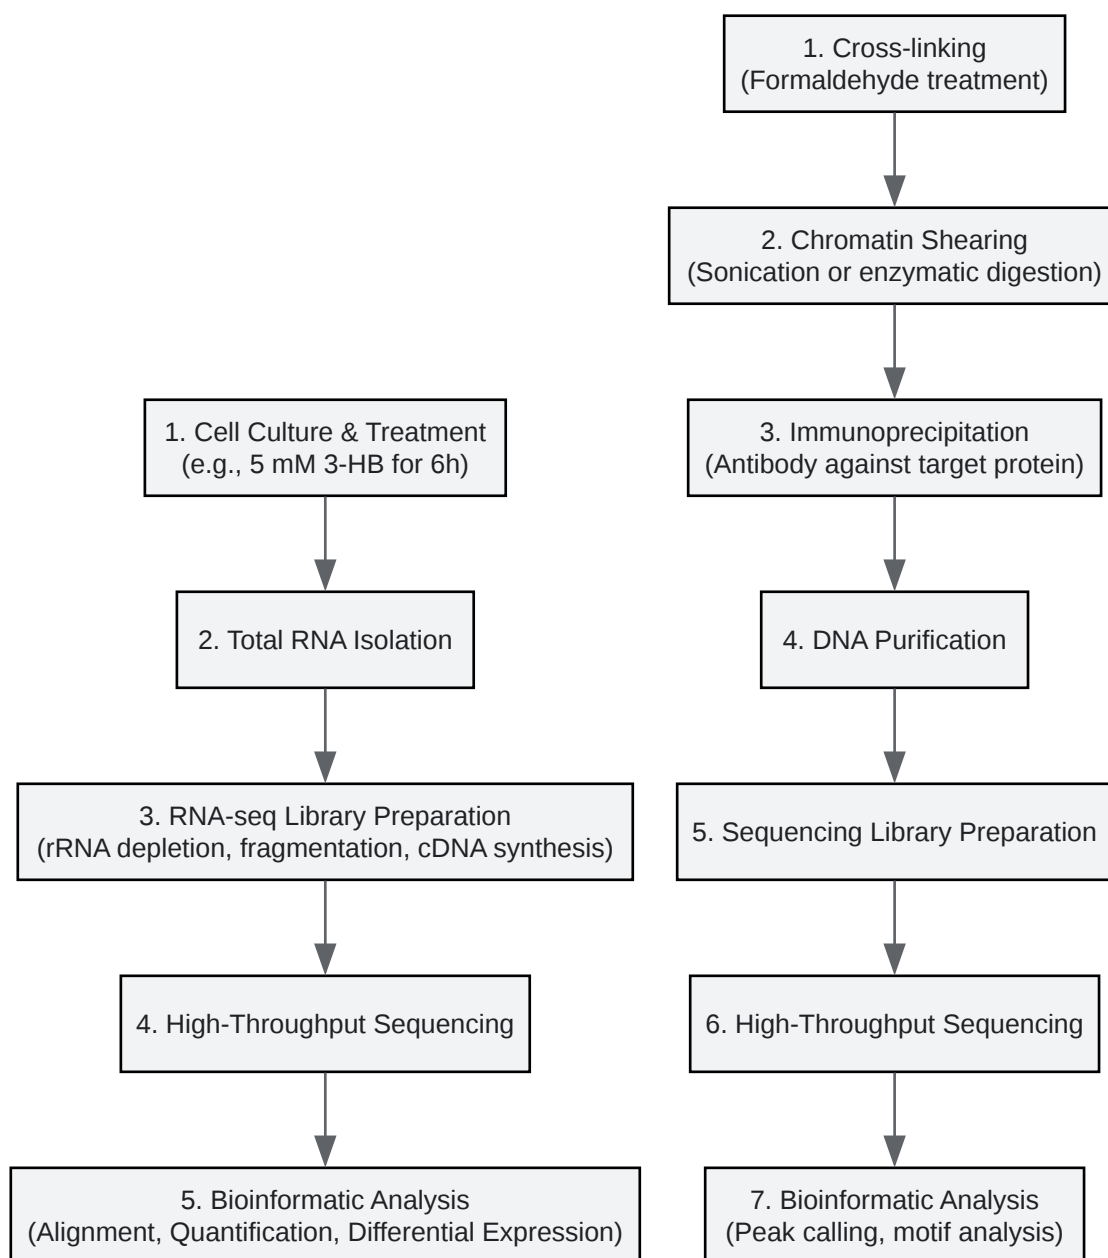 1. Cross-linking
(Formaldehyde treatment)
2. Chromatin Shearing
(Sonication or enzymatic digestion)
3. Immunoprecipitation
(Antibody against target protein)
4. DNA Purification
5. Sequencing Library Preparation
6. High-Throughput Sequencing
7. Bioinformatic Analysis
(Peak calling, motif analysis)
1. Cell Culture & Treatment
(e.g., 5 mM 3-HB for 6h)
2. Total RNA Isolation
3. RNA-seq Library Preparation
(rRNA depletion, fragmentation, cDNA synthesis)
4. High-Throughput Sequencing
5. Bioinformatic Analysis
(Alignment, Quantification, Differential Expression)